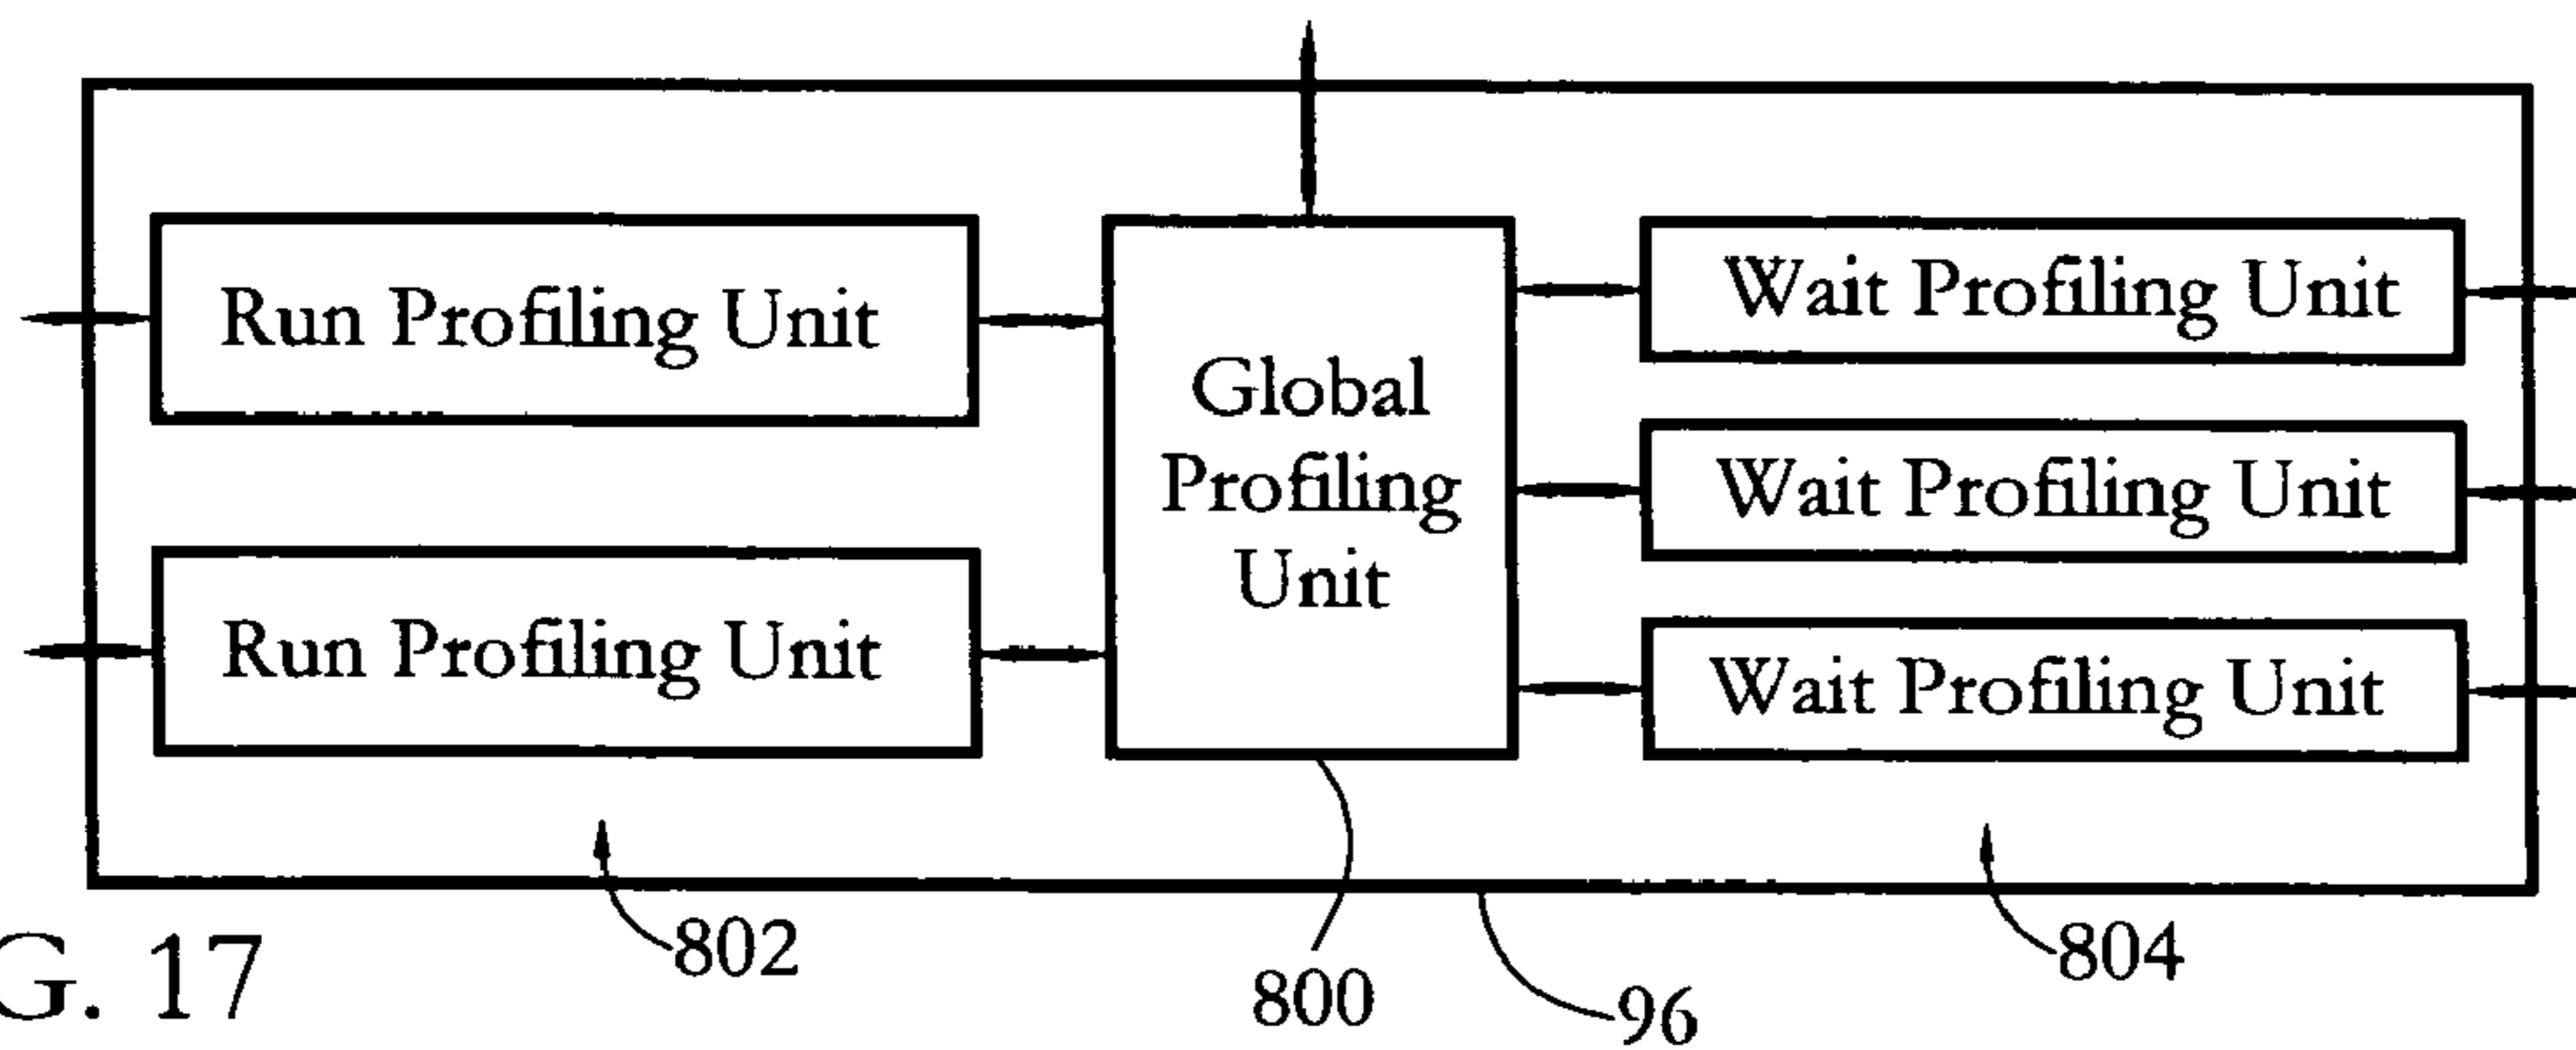 Run Profiling Unit
Run Profiling Unit
Global
Profiling
Unit
Wait Profiling Unit
Wait Profiling Unit
Wait Profiling Unit
802
800
96
804
G. 17